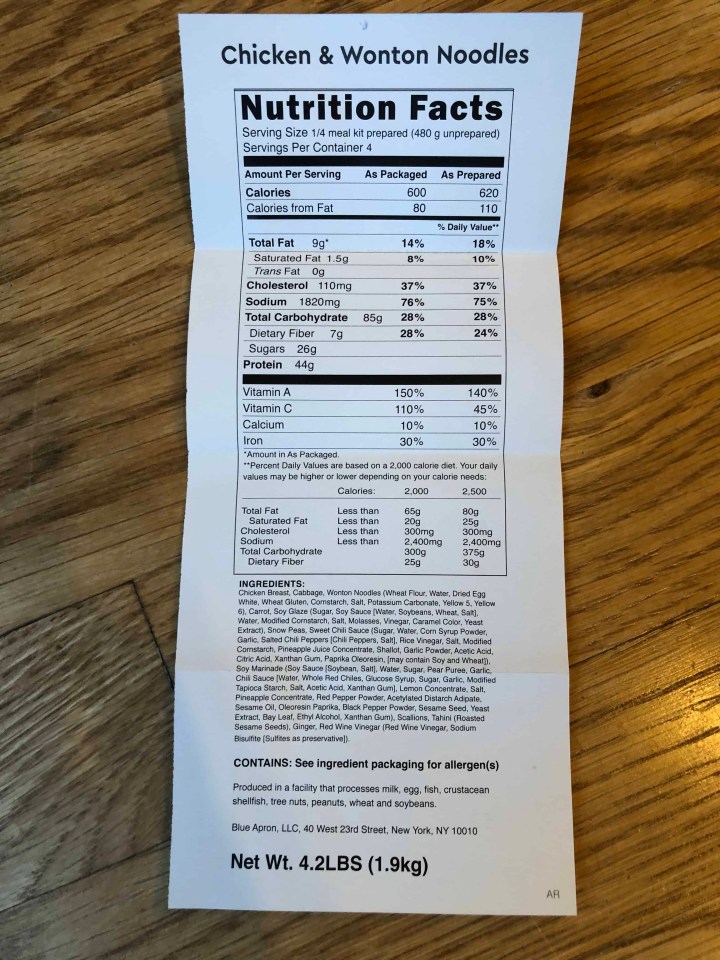 Chicken & Wonton Noodles
Nutrition Facts
Serving Size 1/4 meal kit prepared (480 g unprepared)
Servings Per Container 4
Amount Per Serving As Packaged As Prepared
Calories 600 620
Calories from Fat 80 110
% Daily Value**
Total Fat 9g* 14% 18%
Saturated Fat 1.5g 8% 10%
Trans Fat 0g
Cholesterol 110mg 37% 37%
Sodium 1820mg 76% 75%
Total Carbohydrate 85g 28% 28%
Dietary Fiber 7g 28% 24%
Sugars 26g
Protein 44g
Vitamin A 150% 140%
Vitamin C 110% 45%
Calcium 10% 10%
Iron 30% 30%
*Amount in As Packaged.
**Percent Daily Values are based on a 2,000 calorie diet. Your daily
values may be higher or lower depending on your calorie needs:
Calories: 2,000 2,500
Total Fat Less than 65g 80g
Saturated Fat Less than 20g 25g
Cholesterol Less than 300mg 300mg
Sodium Less than 2,400mg 2,400mg
Total Carbohydrate 300g 375g
Dietary Fiber 25g 30g
INGREDIENTS:
Chicken Breast, Cabbage, Wonton Noodles (Wheat Flour, Water, Dried Egg
White, Wheat Gluten, Cornstarch, Salt, Potassium Carbonate, Yellow 5, Yellow
6), Carrot, Soy Glaze (Sugar, Soy Sauce [Water, Soybeans, Wheat, Salt],
Water, Modified Cornstarch, Salt, Molasses, Vinegar, Caramel Color, Yeast
Extract), Snow Peas, Sweet Chili Sauce (Sugar, Water, Corn Syrup Powder,
Garlic, Salted Chili Peppers [Chili Peppers, Salt], Rice Vinegar, Salt, Modified
Cornstarch, Pineapple Juice Concentrate, Shallot, Garlic Powder, Acetic Acid,
Citric Acid, Xanthan Gum, Paprika Oleoresin, [may contain Soy and Wheat]),
Soy Marinade (Soy Sauce [Soybean, Salt], Water, Sugar, Pear Puree, Garlic,
Chili Sauce [Water, Whole Red Chiles, Glucose Syrup, Sugar, Garlic, Modified
Tapioca Starch, Salt, Acetic Acid, Xanthan Gum], Lemon Concentrate, Salt,
Pineapple Concentrate, Red Pepper Powder, Acetylated Distarch Adipate,
Sesame Oil, Oleoresin Paprika, Black Pepper Powder, Sesame Seed, Yeast
Extract, Bay Leaf, Ethyl Alcohol, Xanthan Gum), Scallions, Tahini (Roasted
Sesame Seeds), Ginger, Red Wine Vinegar (Red Wine Vinegar, Sodium
Bisulfite [Sulfites as preservative]).
CONTAINS: See ingredient packaging for allergen(s)
Produced in a facility that processes milk, egg, fish, crustacean
shellfish, tree nuts, peanuts, wheat and soybeans.
Blue Apron, LLC, 40 West 23rd Street, New York, NY 10010
Net Wt. 4.2LBS (1.9kg)
AR